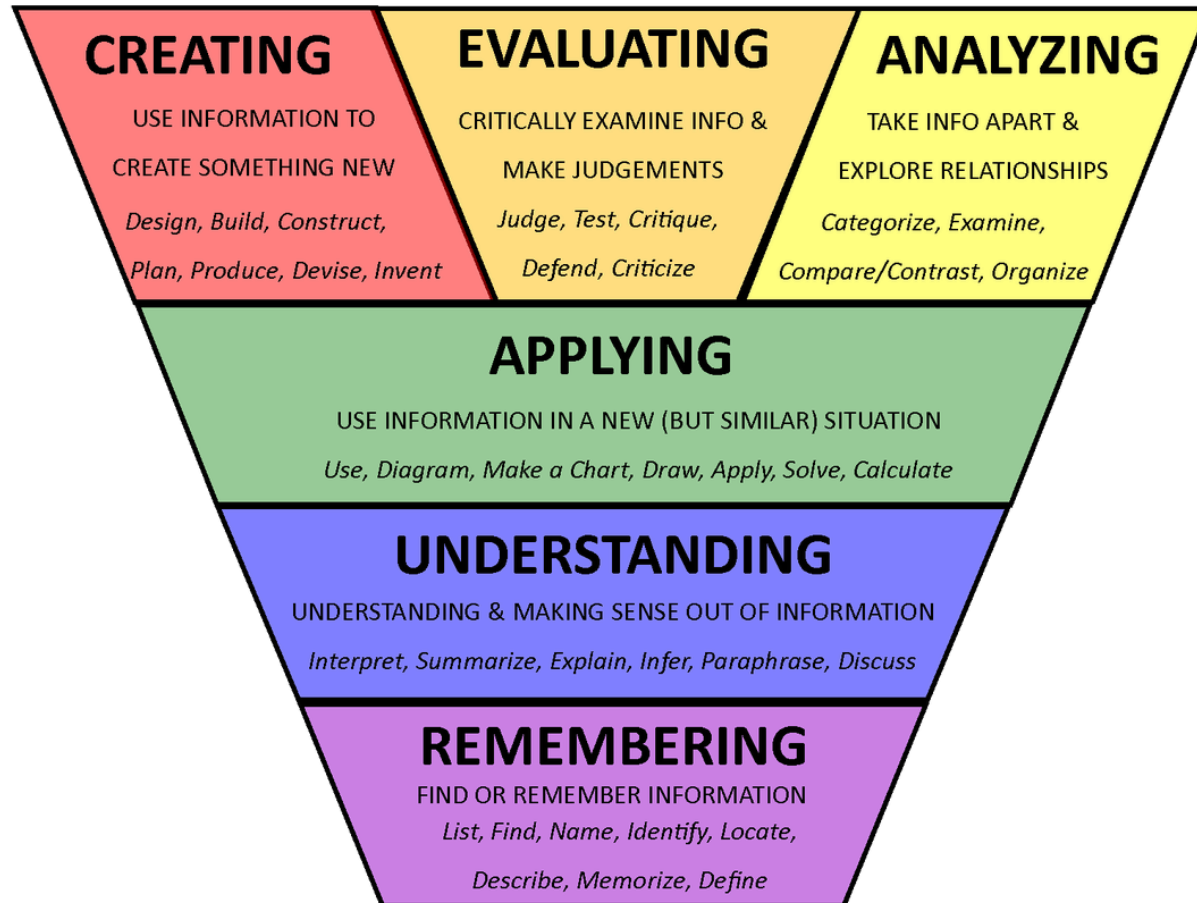 CREATING
USE INFORMATION TO
CREATE SOMETHING NEW
Design, Build, Construct,
Plan, Produce, Devise, Invent
EVALUATING
CRITICALLY EXAMINE INFO &
MAKE JUDGEMENTS
Judge, Test, Critique,
Defend, Criticize
ANALYZING
TAKE INFO APART &
EXPLORE RELATIONSHIPS
Categorize, Examine,
Compare/Contrast, Organize
APPLYING
USE INFORMATION IN A NEW (BUT SIMILAR) SITUATION
Use, Diagram, Make a Chart, Draw, Apply, Solve, Calculate
UNDERSTANDING
UNDERSTANDING & MAKING SENSE OUT OF INFORMATION
Interpret, Summarize, Explain, Infer, Paraphrase, Discuss
REMEMBERING
FIND OR REMEMBER INFORMATION
List, Find, Name, Identify, Locate,
Describe, Memorize, Define